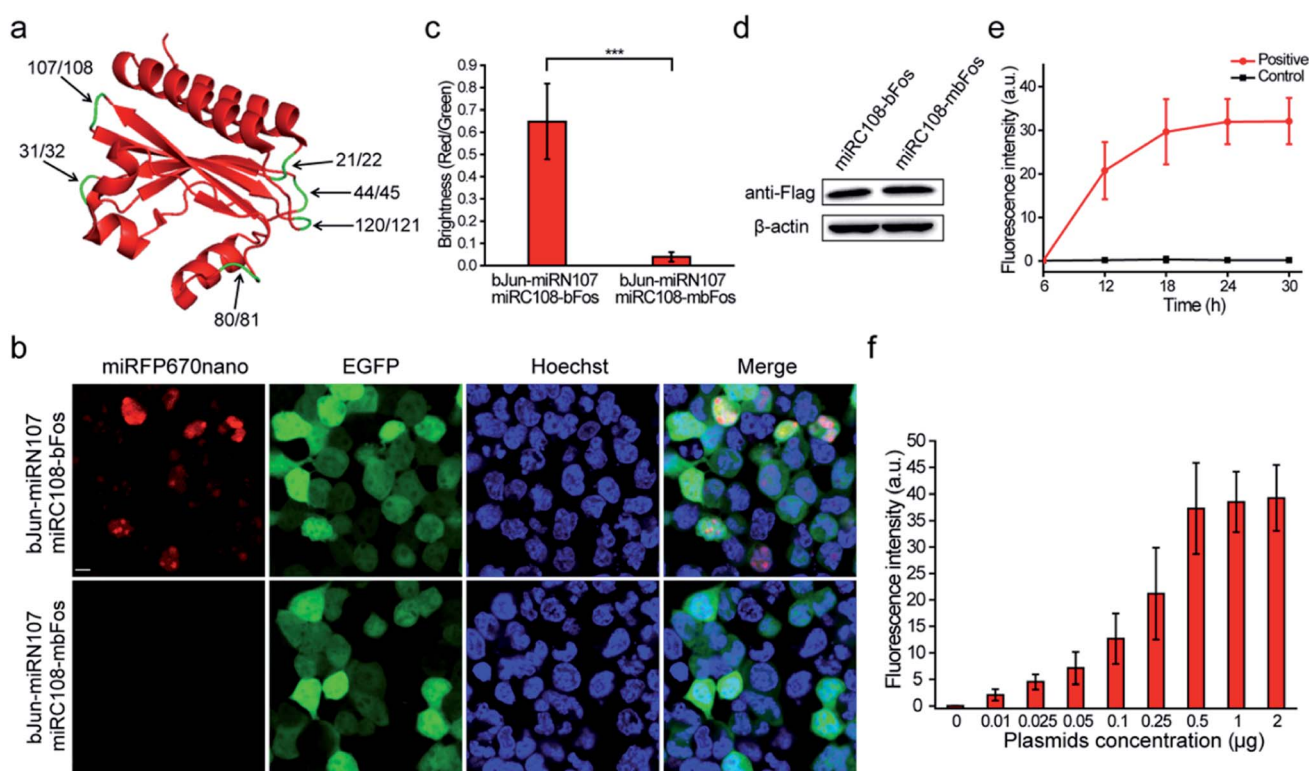 a
107/108
31/32
21/22
44/45
120/121
80/81
c
***
Brightness (Red/Green)
0.9
0.8
0.7
0.6
0.5
0.4
0.3
0.2
0.1
0.0
bJun-miRN107 bJun-miRN107
miRC108-bFos miRC108-mbFos
d
miRC108-bFos
miRC108-mbFos
anti-Flag
β-actin
e
Positive
Control
Fluorescence intensity (a.u.)
40
30
20
10
0
6 12 18 24 30
Time (h)
b
miRFP670nano EGFP Hoechst Merge
bJun-miRN107
miRC108-bFos
bJun-miRN107
miRC108-mbFos
f
Fluorescence intensity (a.u.)
50
45
40
35
30
25
20
15
10
5
0
0 0.01 0.025 0.05 0.1 0.25 0.5 1 2
Plasmids concentration (μg)